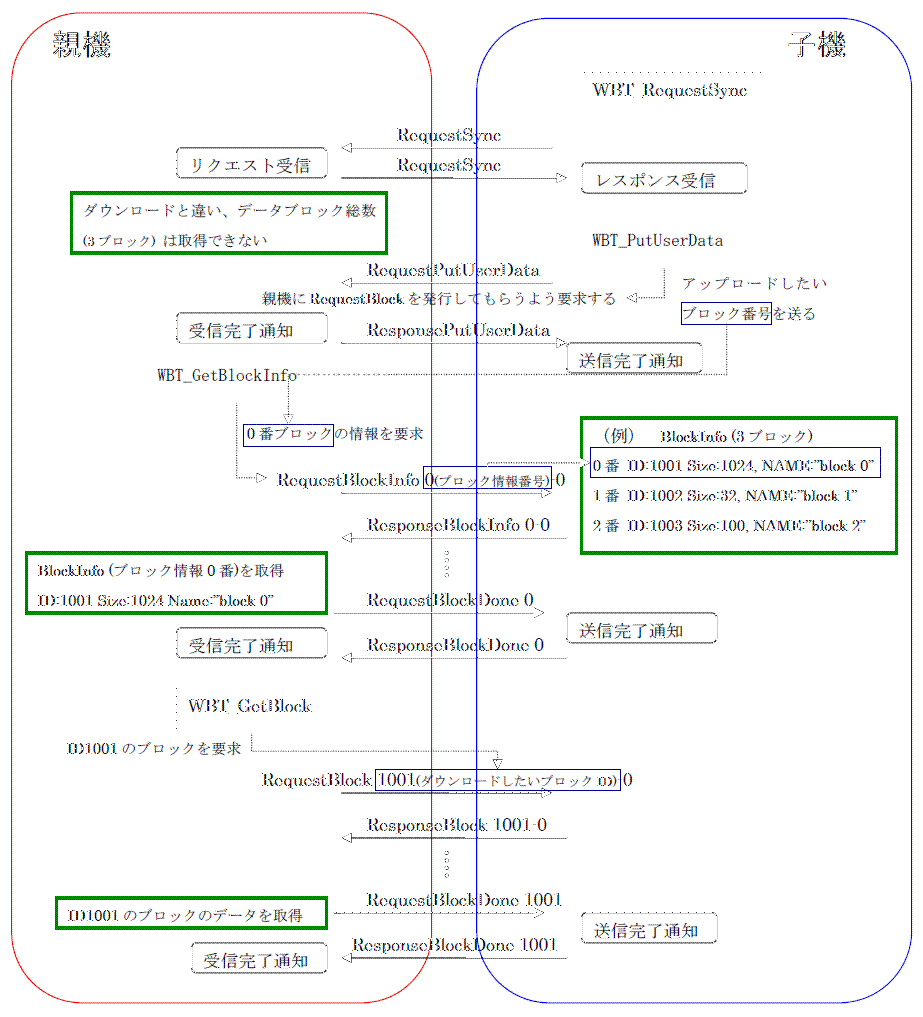 親機
子機
WBT_RequestSync
RequestSync
リクエスト受信
RequestSync
レスポンス受信
ダウンロードと違い、データブロック総数
(3ブロック) は取得できない
WBT_PutUserData
RequestPutUserData
アップロードしたい
親機に RequestBlock を発行してもらうよう要求する
ブロック番号を送る
受信完了通知
ResponsePutUserData
送信完了通知
WBT_GetBlockInfo
0番ブロックの情報を要求
(例) BlockInfo (3ブロック)
0番 ID:1001 Size:1024, NAME:"block 0"
RequestBlockInfo 0(ブロック情報番号)-0
1番 ID:1002 Size:32, NAME:"block 1"
ResponseBlockInfo 0-0
2番 ID:1003 Size:100, NAME:"block 2"
BlockInfo (ブロック情報0番)を取得
ID:1001 Size:1024 Name:"block 0"
RequestBlockDone 0
送信完了通知
受信完了通知
ResponseBlockDone 0
WBT_GetBlock
ID1001 のブロックを要求
RequestBlock 1001(ダウンロードしたいブロック ID)-0
ResponseBlock 1001-0
RequestBlockDone 1001
ID1001 のブロックのデータを取得
送信完了通知
ResponseBlockDone 1001
受信完了通知